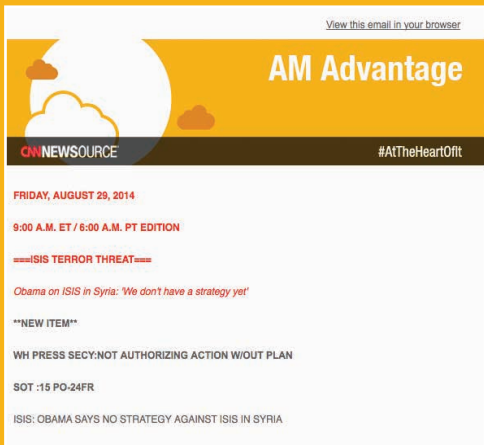 View this email in your browser
AM Advantage
CNN NEWSOURCE #AtTheHeartOfIt
FRIDAY, AUGUST 29, 2014
9:00 A.M. ET / 6:00 A.M. PT EDITION
===ISIS TERROR THREAT===
Obama on ISIS in Syria: 'We don't have a strategy yet'
**NEW ITEM**
WH PRESS SECY:NOT AUTHORIZING ACTION W/OUT PLAN
SOT :15 PO-24FR
ISIS: OBAMA SAYS NO STRATEGY AGAINST ISIS IN SYRIA